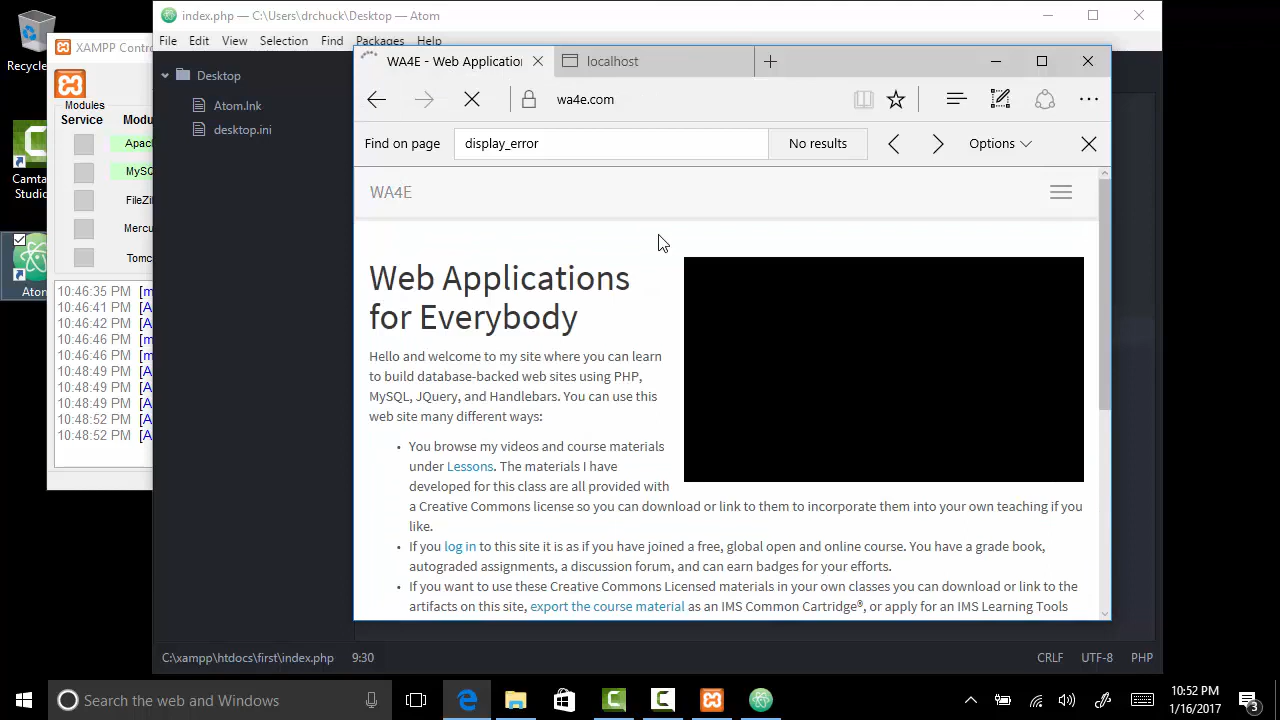 Recycle
index.php — C:\Users\drchuck\Desktop — Atom
File Edit View Selection Find Packages Help
XAMPP Contro
Modules
Service
Modu
Apac
MySQ
FileZi
Mercu
Tomc
Camta
Studio
Aton
10:46:35 PM [m
10:46:41 PM [A
10:46:42 PM [A
10:46:46 PM [m
10:46:46 PM [m
10:48:49 PM [A
10:48:49 PM [A
10:48:49 PM [A
10:48:52 PM [A
10:48:52 PM [A
Desktop
Atom.lnk
desktop.ini
WA4E - Web Application
localhost
wa4e.com
Find on page
display_error
No results
Options
WA4E
Web Applications
for Everybody
Hello and welcome to my site where you can learn
to build database-backed web sites using PHP,
MySQL, JQuery, and Handlebars. You can use this
web site many different ways:
• You browse my videos and course materials
under Lessons. The materials I have
developed for this class are all provided with
a Creative Commons license so you can download or link to them to incorporate them into your own teaching if you
like.
• If you log in to this site it is as if you have joined a free, global open and online course. You have a grade book,
autograded assignments, a discussion forum, and can earn badges for your efforts.
• If you want to use these Creative Commons Licensed materials in your own classes you can download or link to the
artifacts on this site, export the course material as an IMS Common Cartridge®, or apply for an IMS Learning Tools
C:\xampp\htdocs\first\index.php 9:30
CRLF UTF-8 PHP
Search the web and Windows
10:52 PM
1/16/2017
3